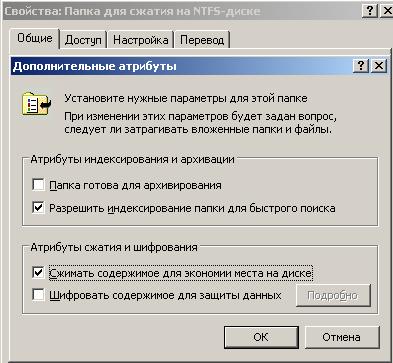 Свойства: Папка для сжатия на NTFS-диске
Общие Доступ Настройка Перевод
Дополнительные атрибуты
Установите нужные параметры для этой папке
При изменении этих параметров будет задан вопрос,
следует ли затрагивать вложенные папки и файлы.
Атрибуты индексирования и архивации
Папка готова для архивирования
Разрешить индексирование папки для быстрого поиска
Атрибуты сжатия и шифрования
Сжимать содержимое для экономии места на диске
Шифровать содержимое для защиты данных Подробно
ОК Отмена